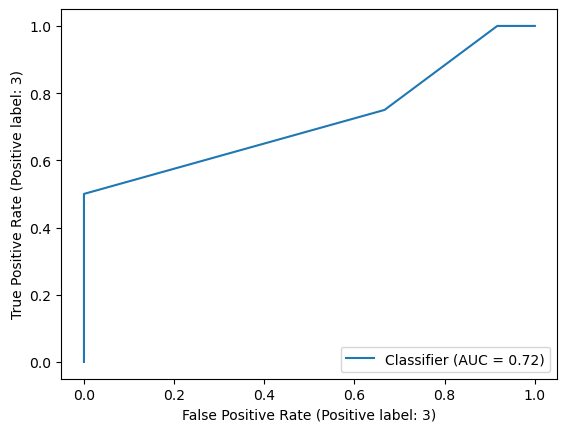 1.0
0.8
0.6
0.4
0.2
0.0
True Positive Rate (Positive label: 3)
Classifier (AUC = 0.72)
0.0 0.2 0.4 0.6 0.8 1.0
False Positive Rate (Positive label: 3)